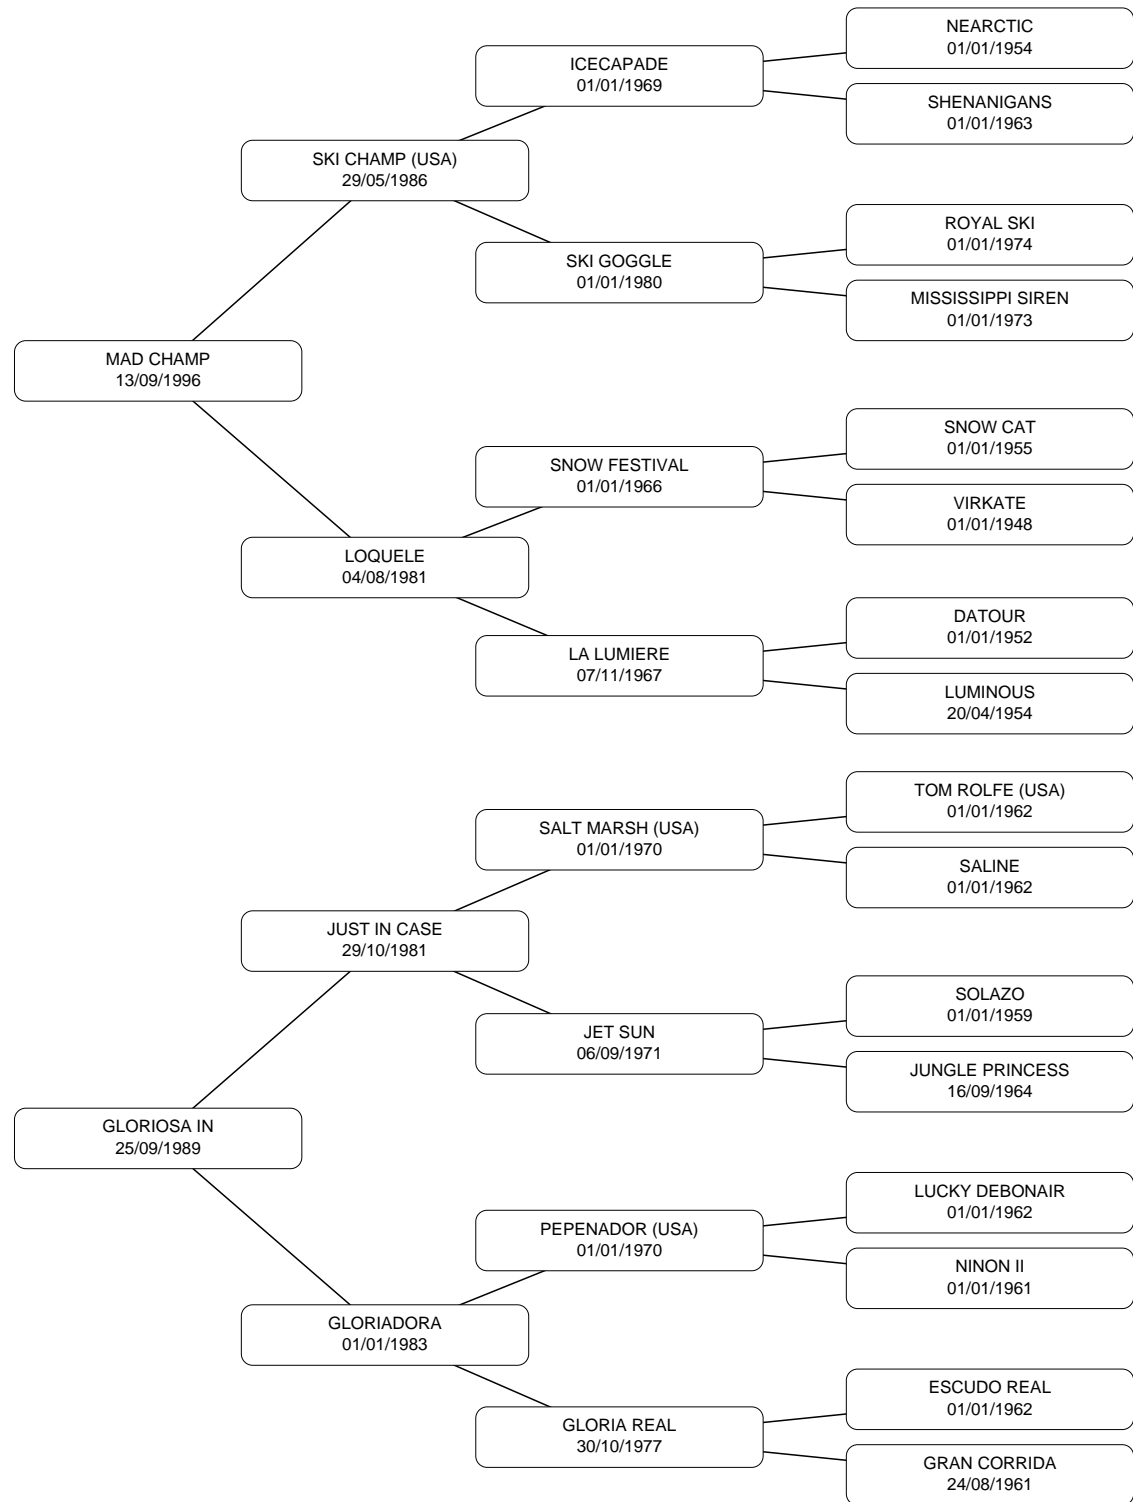 NEARCTIC
01/01/1954
ICECAPADE
01/01/1969
SHENANIGANS
01/01/1963
SKI CHAMP (USA)
29/05/1986
ROYAL SKI
01/01/1974
SKI GOGGLE
01/01/1980
MISSISSIPPI SIREN
01/01/1973
MAD CHAMP
13/09/1996
SNOW CAT
01/01/1955
SNOW FESTIVAL
01/01/1966
VIRKATE
01/01/1948
LOQUELE
04/08/1981
DATOUR
01/01/1952
LA LUMIERE
07/11/1967
LUMINOUS
20/04/1954
TOM ROLFE (USA)
01/01/1962
SALT MARSH (USA)
01/01/1970
SALINE
01/01/1962
JUST IN CASE
29/10/1981
SOLAZO
01/01/1959
JET SUN
06/09/1971
JUNGLE PRINCESS
16/09/1964
GLORIOSA IN
25/09/1989
LUCKY DEBONAIR
01/01/1962
PEPENADOR (USA)
01/01/1970
NINON II
01/01/1961
GLORIADORA
01/01/1983
ESCUDO REAL
01/01/1962
GLORIA REAL
30/10/1977
GRAN CORRIDA
24/08/1961